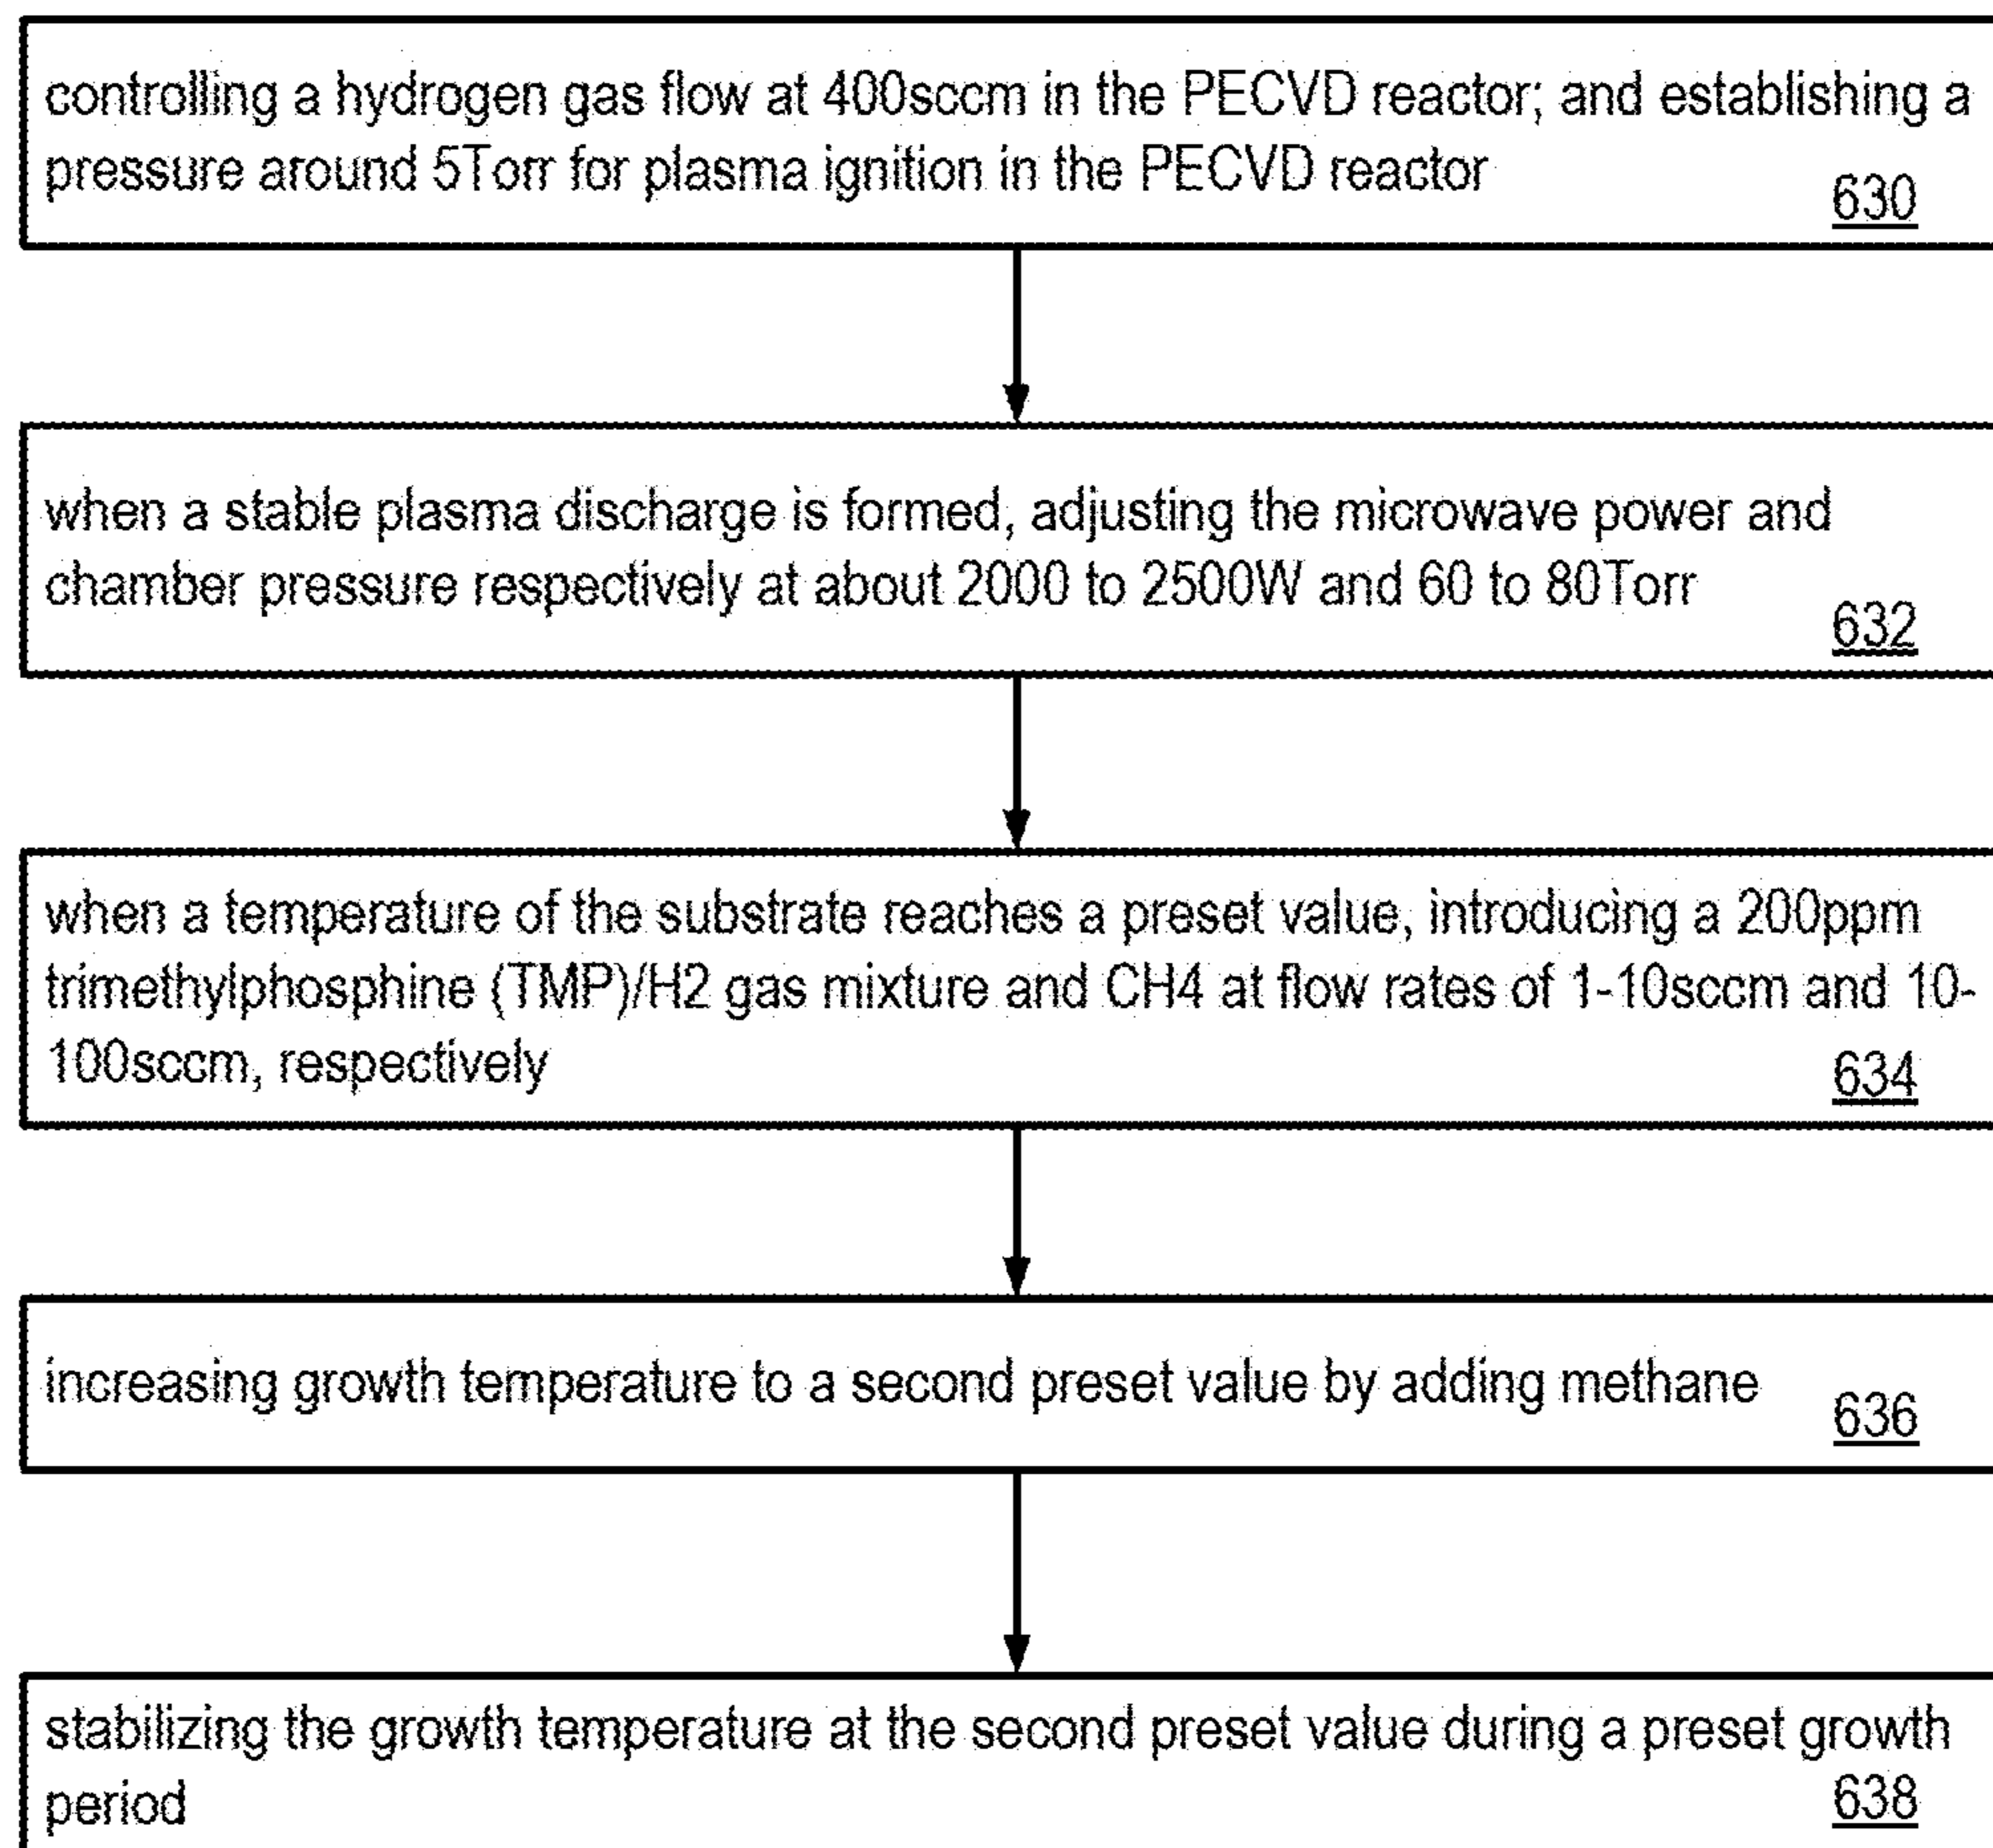 controlling a hydrogen gas flow at 400sccm in the PECVD reactor; and establishing a
pressure around 5Torr for plasma ignition in the PECVD reactor
630
when a stable plasma discharge is formed, adjusting the microwave power and
chamber pressure respectively at about 2000 to 2500W and 60 to 80Torr
632
when a temperature of the substrate reaches a preset value, introducing a 200ppm
trimethylphosphine (TMP)/H2 gas mixture and CH4 at flow rates of 1-10sccm and 10-
100sccm, respectively
634
increasing growth temperature to a second preset value by adding methane
636
stabilizing the growth temperature at the second preset value during a preset growth
period
638